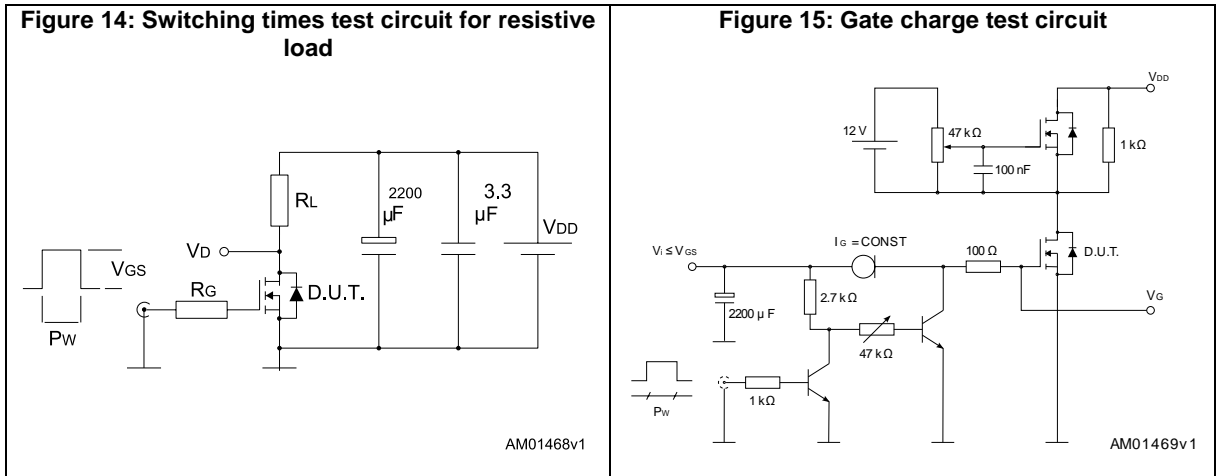 Figure 14: Switching times test circuit for resistive
load
RL
2200
μF
3.3
μF
VDD
VD
VGS
RG
D.U.T.
PW
AM01468v1
Figure 15: Gate charge test circuit
VDD
12 V
47 kΩ
1 kΩ
100 nF
Vi ≤ VGS
IG = CONST
100 Ω
D.U.T.
2.7 kΩ
VG
2200 μ F
47 kΩ
1 kΩ
PW
AM01469v1